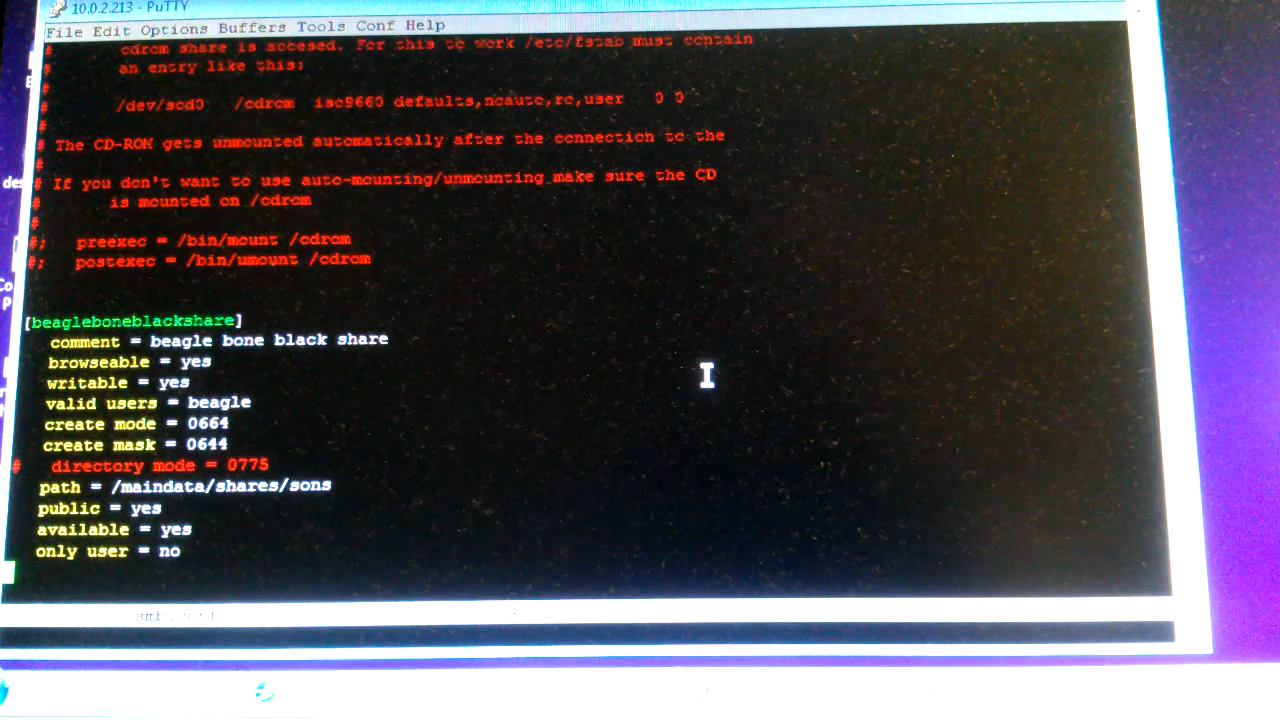 10.0.2.213 - PuTTY
File Edit Options Buffers Tools Conf Help
# cdrom share is accesed. For this to work /etc/fstab must contain
# an entry like this:
#
# /dev/scd0 /cdrom iso9660 defaults,noauto,ro,user 0 0
#
# The CD-ROM gets unmounted automatically after the connection to the
#
# If you don't want to use auto-mounting/unmounting make sure the CD
# is mounted on /cdrom
#
#; preexec = /bin/mount /cdrom
#; postexec = /bin/umount /cdrom
[beagleboneblackshare]
comment = beagle bone black share
browseable = yes
writable = yes
valid users = beagle
create mode = 0664
create mask = 0644
# directory mode = 0775
path = /maindata/shares/sons
public = yes
available = yes
only user = no